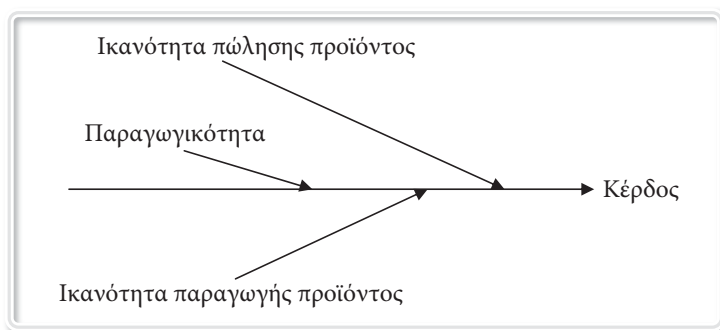 Ικανότητα πώλησης προϊόντος
Παραγωγικότητα
Κέρδος
Ικανότητα παραγωγής προϊόντος